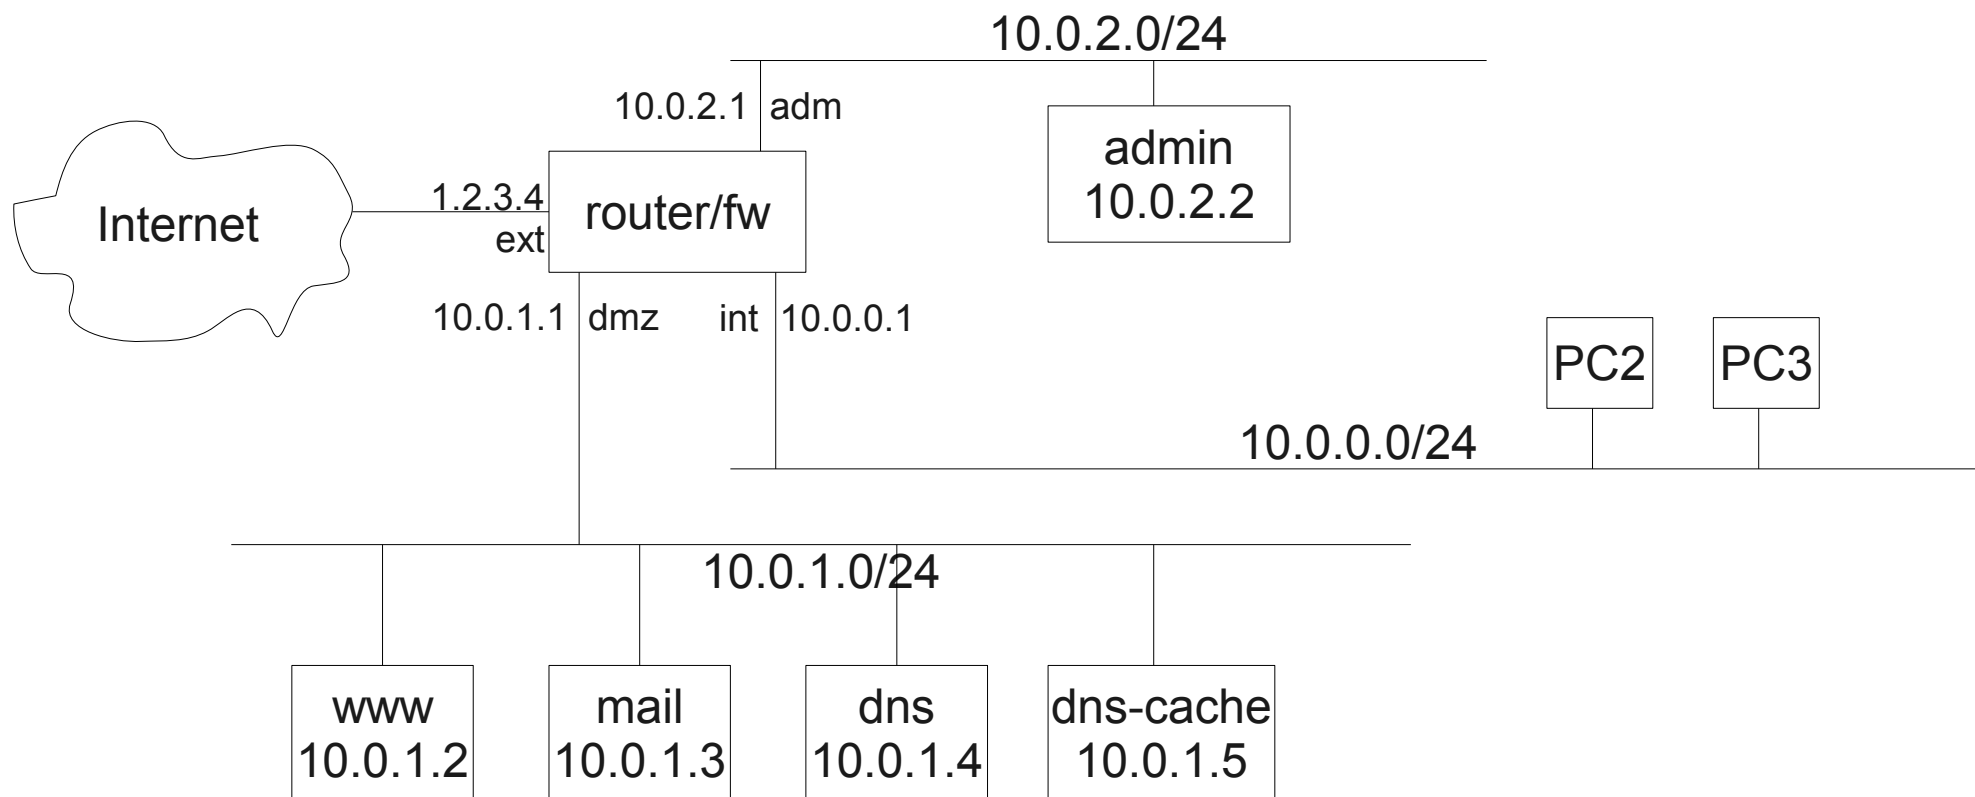 10.0.2.0/24
10.0.2.1 adm
admin
10.0.2.2
Internet
1.2.3.4
ext
router/fw
10.0.1.1 dmz
int 10.0.0.1
PC2
PC3
10.0.0.0/24
10.0.1.0/24
www
10.0.1.2
mail
10.0.1.3
dns
10.0.1.4
dns-cache
10.0.1.5